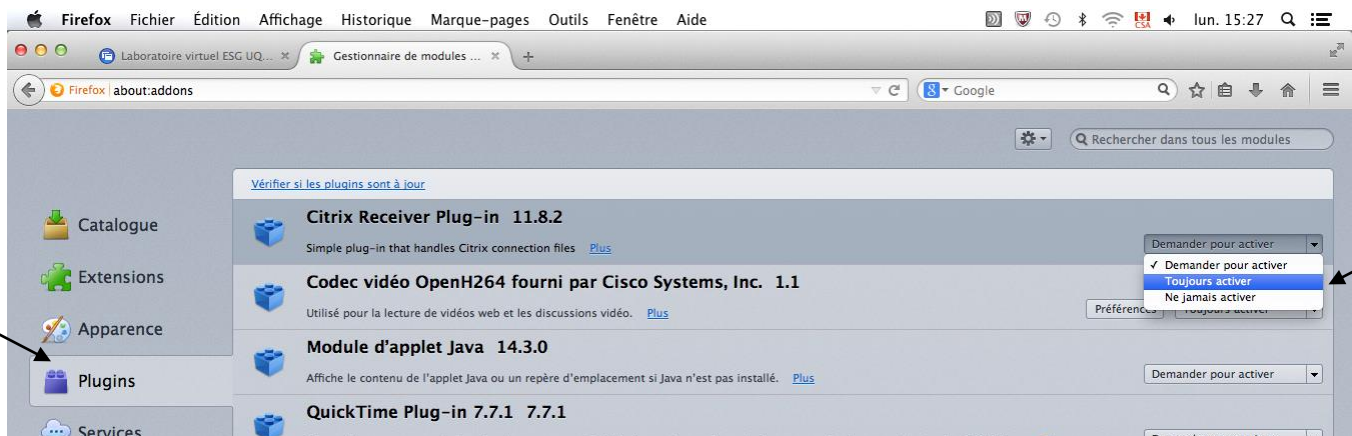 Firefox Fichier Édition Affichage Historique Marque-pages Outils Fenêtre Aide CSA lun. 15:27
Laboratoire virtuel ESG UQ... Gestionnaire de modules ...
Firefox about:addons Google
Rechercher dans tous les modules
Vérifier si les plugins sont à jour
Catalogue
Extensions
Apparence
Plugins
Services
Citrix Receiver Plug-in 11.8.2
Simple plug-in that handles Citrix connection files Plus
Demander pour activer
Demander pour activer
Toujours activer
Ne jamais activer
Codec vidéo OpenH264 fourni par Cisco Systems, Inc. 1.1
Utilisé pour la lecture de vidéos web et les discussions vidéo. Plus
Préférences Toujours activer
Module d'applet Java 14.3.0
Affiche le contenu de l'applet Java ou un repère d'emplacement si Java n'est pas installé. Plus
Demander pour activer
QuickTime Plug-in 7.7.1 7.7.1